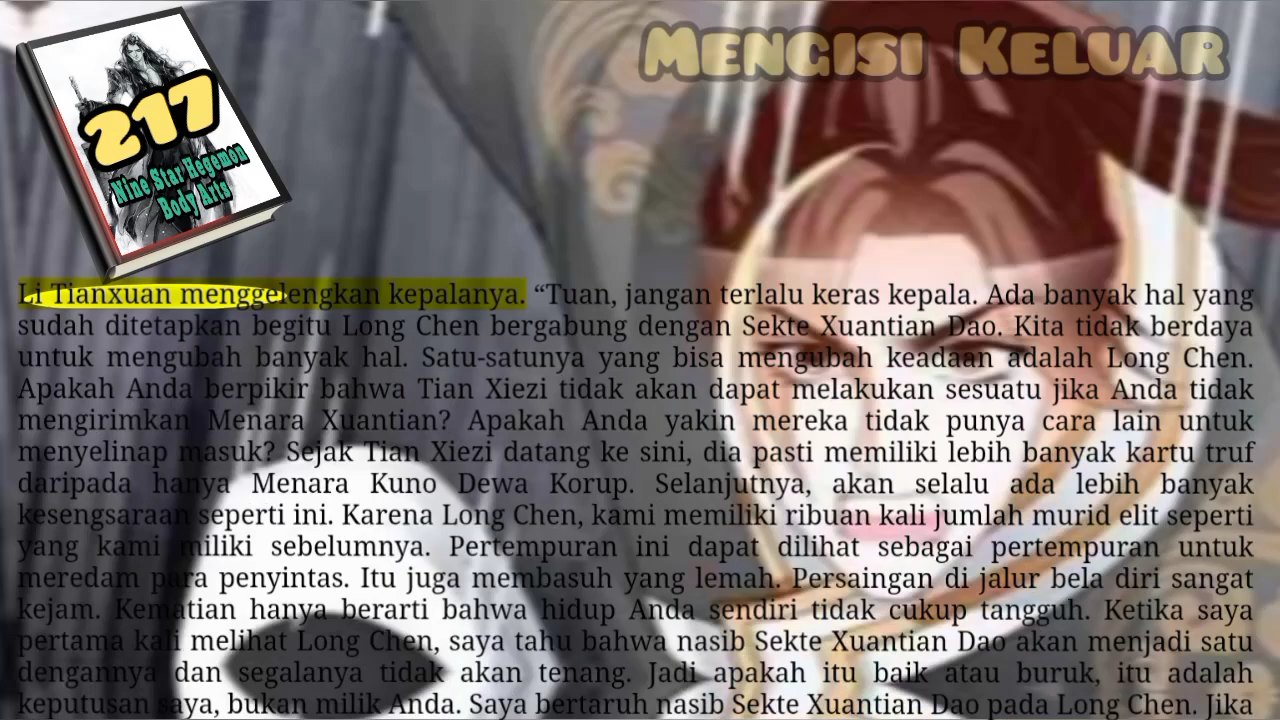 MENGISI KELUAR
217
Nine Star Hegemon
Body Arts
Li Tianxuan menggelengkan kepalanya. “Tuan, jangan terlalu keras kepala. Ada banyak hal yang
sudah ditetapkan begitu Long Chen bergabung dengan Sekte Xuantian Dao. Kita tidak berdaya
untuk mengubah banyak hal. Satu-satunya yang bisa mengubah keadaan adalah Long Chen.
Apakah Anda berpikir bahwa Tian Xiezi tidak akan dapat melakukan sesuatu jika Anda tidak
mengirimkan Menara Xuantian? Apakah Anda yakin mereka tidak punya cara lain untuk
menyelinap masuk? Sejak Tian Xiezi datang ke sini, dia pasti memiliki lebih banyak kartu truf
daripada hanya Menara Kuno Dewa Korup. Selanjutnya, akan selalu ada lebih banyak
kesengsaraan seperti ini. Karena Long Chen, kami memiliki ribuan kali jumlah murid elit seperti
yang kami miliki sebelumnya. Pertempuran ini dapat dilihat sebagai pertempuran untuk
meredam para penyintas. Itu juga membasuh yang lemah. Persaingan di jalur bela diri sangat
kejam. Kematian hanya berarti bahwa hidup Anda sendiri tidak cukup tangguh. Ketika saya
pertama kali melihat Long Chen, saya tahu bahwa nasib Sekte Xuantian Dao akan menjadi satu
dengannya dan segalanya tidak akan tenang. Jadi apakah itu baik atau buruk, itu adalah
keputusan saya, bukan milik Anda. Saya bertaruh nasib Sekte Xuantian Dao pada Long Chen. Jika